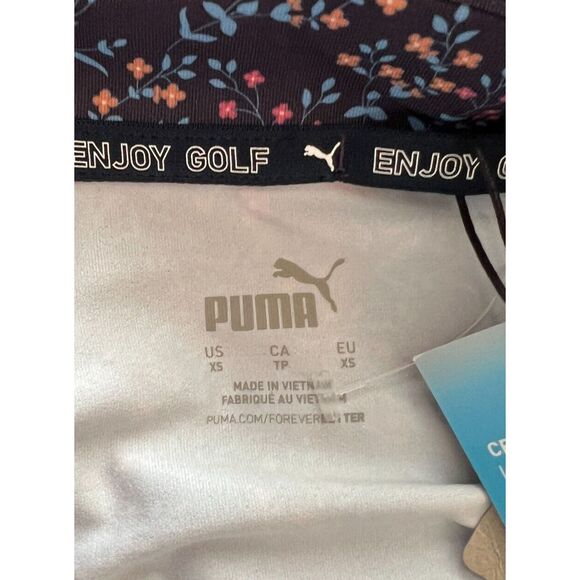 ENJOY GOLF ENJOY
PUMA
US CA EU
XS TP XS
MADE IN VIETNAM
FABRIQUÉ AU VIETNAM
PUMA.COM/FOREVERBETTER